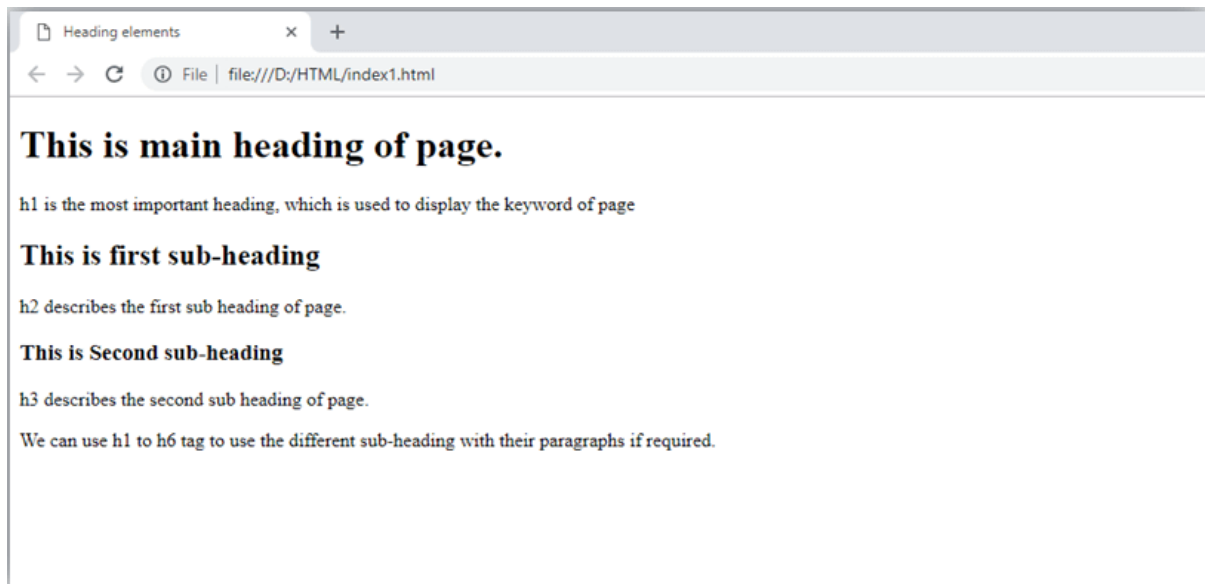 Heading elements
File | file:///D:/HTML/index1.html
This is main heading of page.
h1 is the most important heading, which is used to display the keyword of page
This is first sub-heading
h2 describes the first sub heading of page.
This is Second sub-heading
h3 describes the second sub heading of page.
We can use h1 to h6 tag to use the different sub-heading with their paragraphs if required.